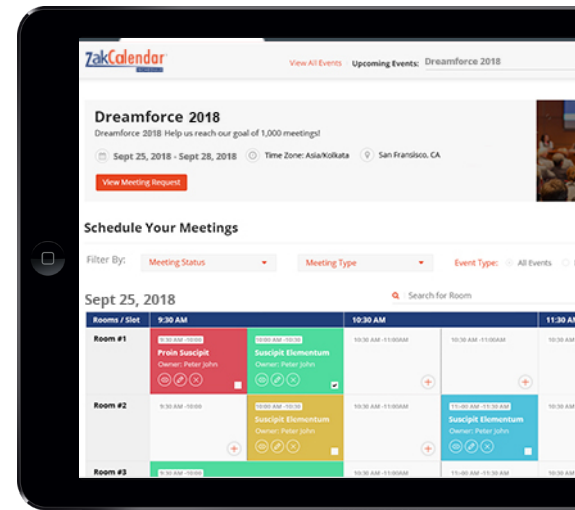 ZakCalendar
View All Events
Upcoming Events:
Dreamforce 2018
Dreamforce 2018
Dreamforce 2018 Help us reach our goal of 1,000 meetings!
Sept 25, 2018 - Sept 28, 2018
Time Zone: Asia/Kolkata
San Fransisco, CA
View Meeting Request
Schedule Your Meetings
Filter By:
Meeting Status
Meeting Type
Event Type:
All Events
Sept 25, 2018
Search for Room
Rooms / Slot
9:30 AM
10:30 AM
11:30 AM
Room #1
9:30 AM -10:00
10:00 AM -10:30
10:30 AM -11:00AM
10:30 AM -11:00AM
10:30 AM
Proin Suscipit
Suscipit Elementum
Owner: Peter John
Owner: Peter John
Room #2
9:30 AM -10:00
10:00 AM -10:30
10:30 AM -11:00AM
11:00 AM -11:30 AM
10:30 AM
Suscipit Elementum
Suscipit Elementum
Owner: Peter John
Owner: Peter John
Room #3
9:30 AM -10:00
10:30 AM -11:00AM
11:00 AM -11:30 AM
10:30 AM